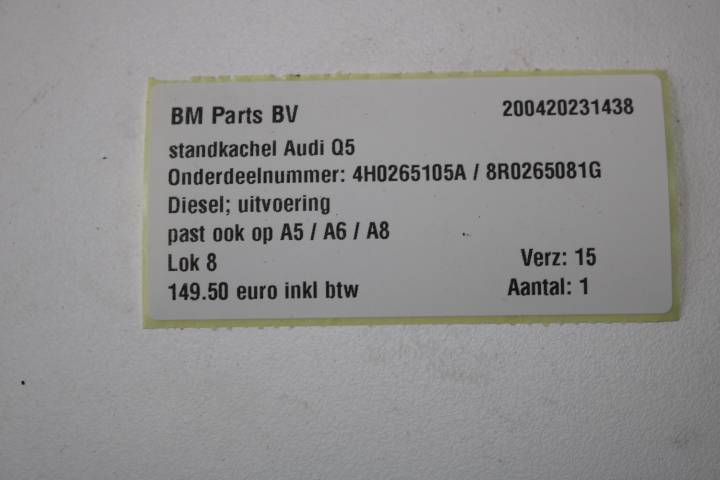 BM Parts BV 200420231438
standkachel Audi Q5
Onderdeelnummer: 4H0265105A / 8R0265081G
Diesel; uitvoering
past ook op A5 / A6 / A8
Lok 8 Verz: 15
149.50 euro inkl btw Aantal: 1